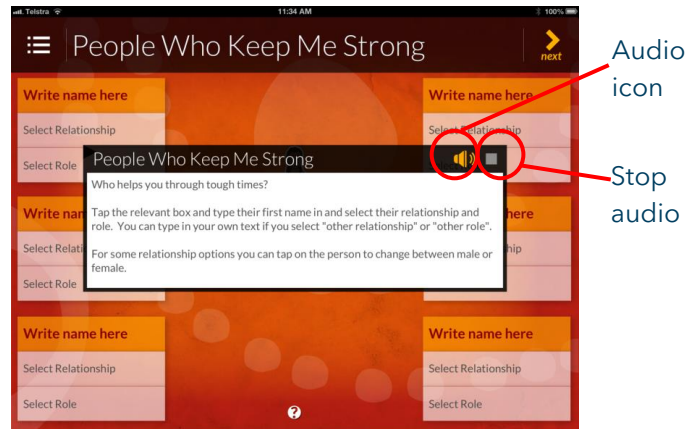 Telstra 11:34 AM 100%
People Who Keep Me Strong
next
Audio
icon
Write name here
Select Relationship
Select Role
Write name here
Select Relationship
People Who Keep Me Strong
Who helps you through tough times?
Tap the relevant box and type their first name in and select their relationship and
role. You can type in your own text if you select "other relationship" or "other role".
For some relationship options you can tap on the person to change between male or
female.
Stop
audio
Write
Select
Select Role
here
Write name here
Select Relationship
Select Role
Write name here
Select Relationship
Select Role
?